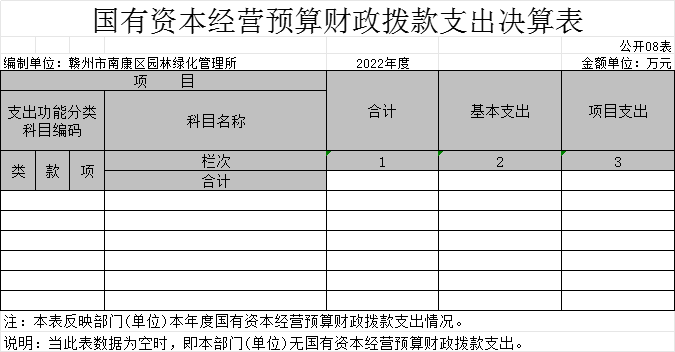 国有资本经营预算财政拨款支出决算表
公开08表
编制单位：赣州市南康区园林绿化管理所 2022年度 金额单位：万元
项 目 合计 基本支出 项目支出
支出功能分类科目编码 科目名称
类 款 项 栏次 1 2 3
合计
注：本表反映部门(单位)本年度国有资本经营预算财政拨款支出情况。
说明：当此表数据为空时，即本部门(单位)无国有资本经营预算财政拨款支出。